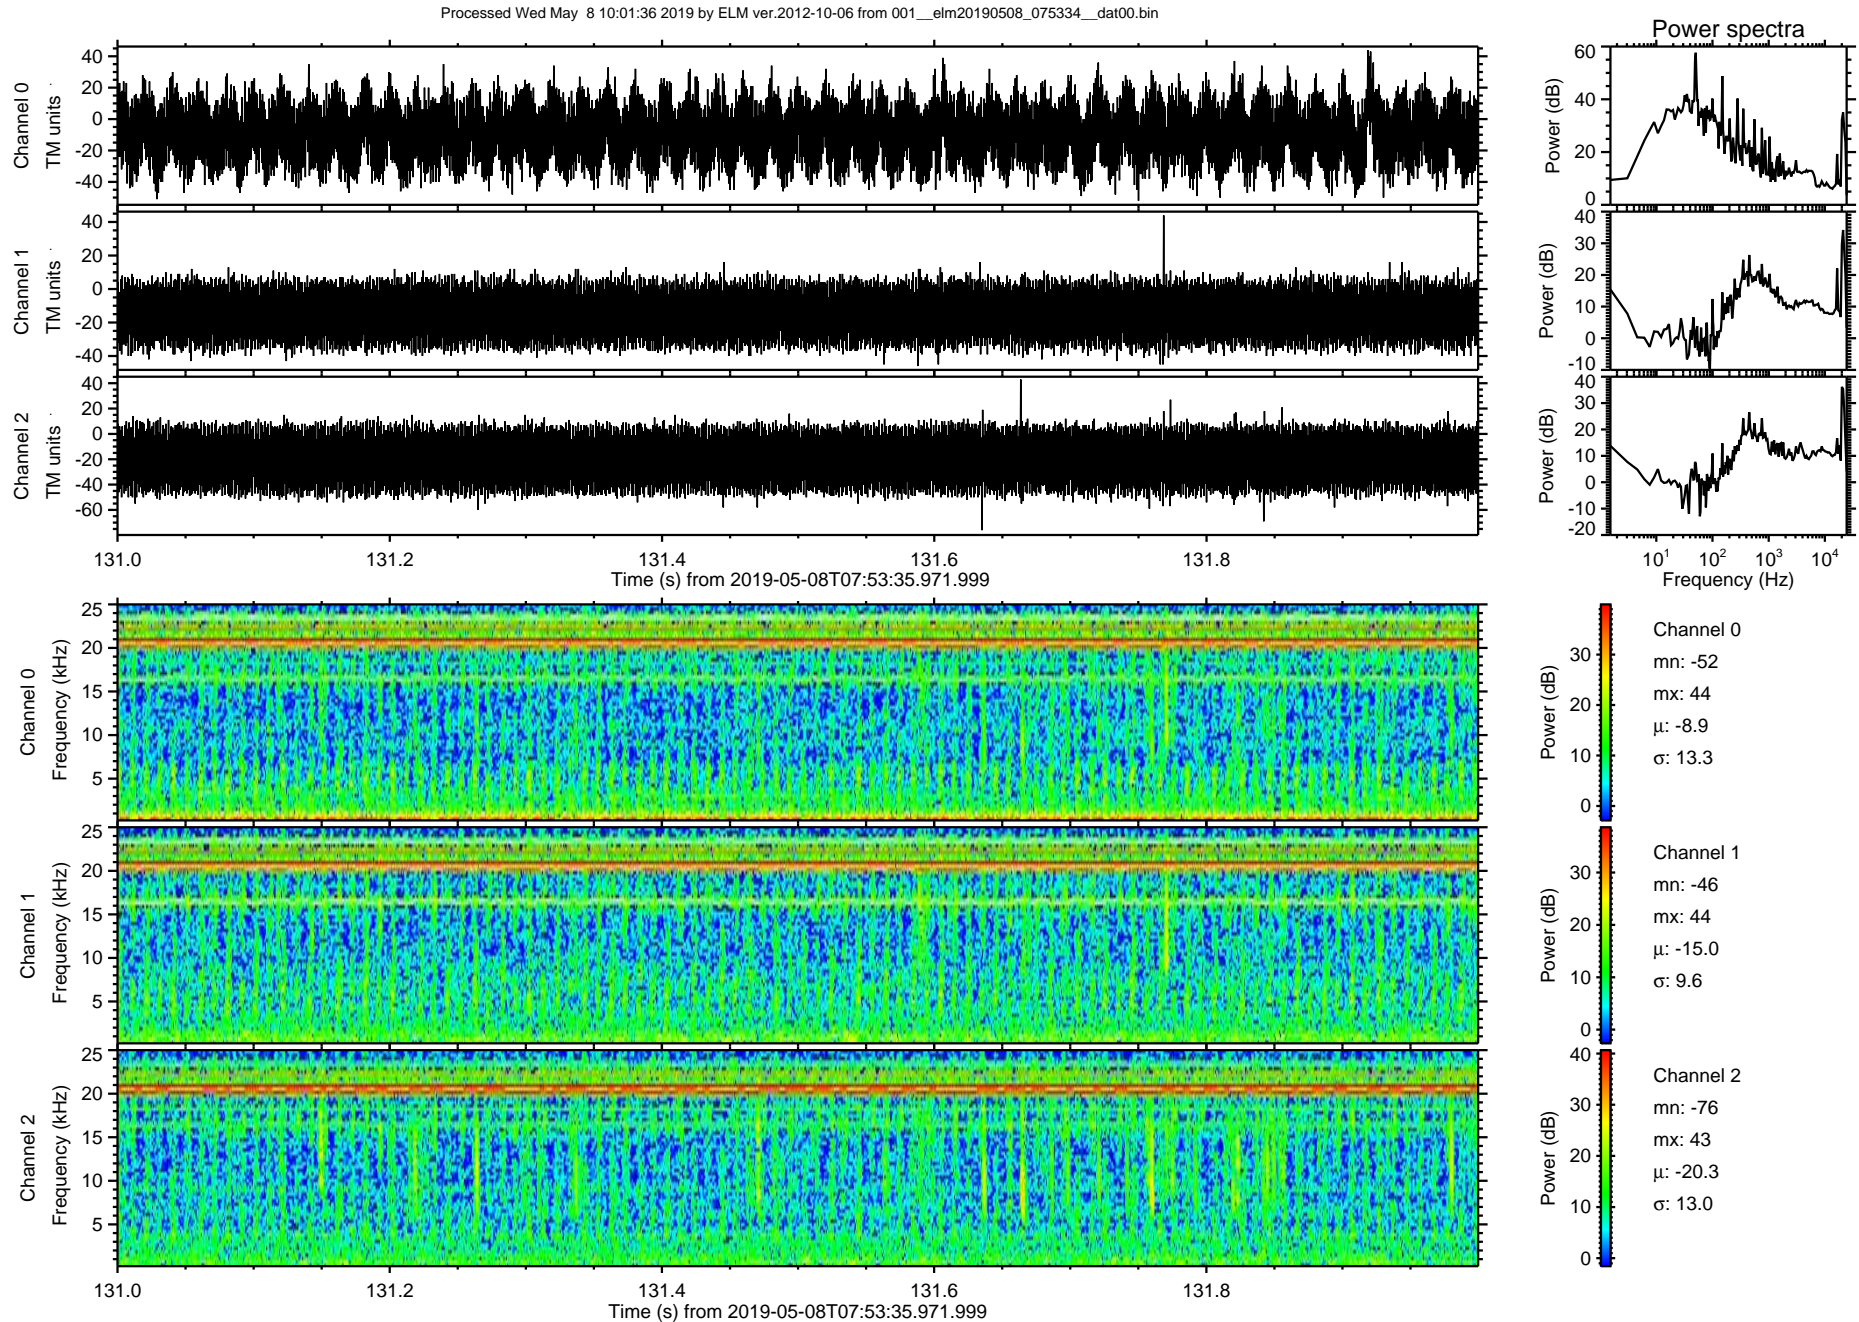 Processed Wed May  8 10:01:36 2019 by ELM ver.2012-10-06 from 001__elm20190508_075334__dat00.bin
Power spectra
Channel 0
TM units
40
20
0
-20
-40
Power (dB)
60
40
20
0
Channel 1
TM units
40
20
0
-20
-40
Power (dB)
40
30
20
10
0
-10
Channel 2
TM units
40
20
0
-20
-40
-60
Power (dB)
40
30
20
10
0
-10
-20
131.0 131.2 131.4 131.6 131.8
Time (s) from 2019-05-08T07:53:35.971.999
10^1 10^2 10^3 10^4
Frequency (Hz)
Channel 0
Frequency (kHz)
25
20
15
10
5
Power (dB)
30
20
10
0
Channel 0
mn: -52
mx: 44
μ: -8.9
σ: 13.3
Channel 1
Frequency (kHz)
25
20
15
10
5
Power (dB)
30
20
10
0
Channel 1
mn: -46
mx: 44
μ: -15.0
σ: 9.6
Channel 2
Frequency (kHz)
25
20
15
10
5
Power (dB)
40
30
20
10
0
Channel 2
mn: -76
mx: 43
μ: -20.3
σ: 13.0
131.0 131.2 131.4 131.6 131.8
Time (s) from 2019-05-08T07:53:35.971.999